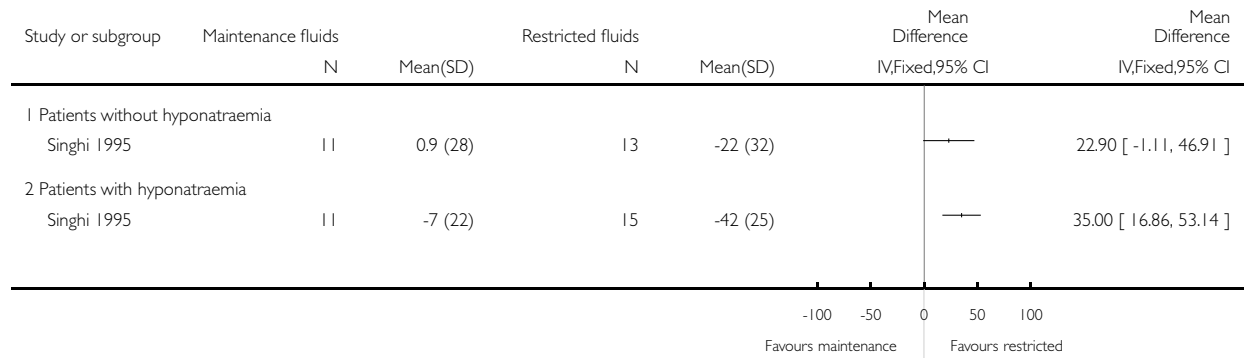 Mean Mean
Study or subgroup Maintenance fluids Restricted fluids Difference Difference
N Mean(SD) N Mean(SD) IV,Fixed,95% CI IV,Fixed,95% CI
1 Patients without hyponatraemia
Singhi 1995 11 0.9 (28) 13 -22 (32) 22.90 [ -1.11, 46.91 ]
2 Patients with hyponatraemia
Singhi 1995 11 -7 (22) 15 -42 (25) 35.00 [ 16.86, 53.14 ]
-100 -50 0 50 100
Favours maintenance Favours restricted